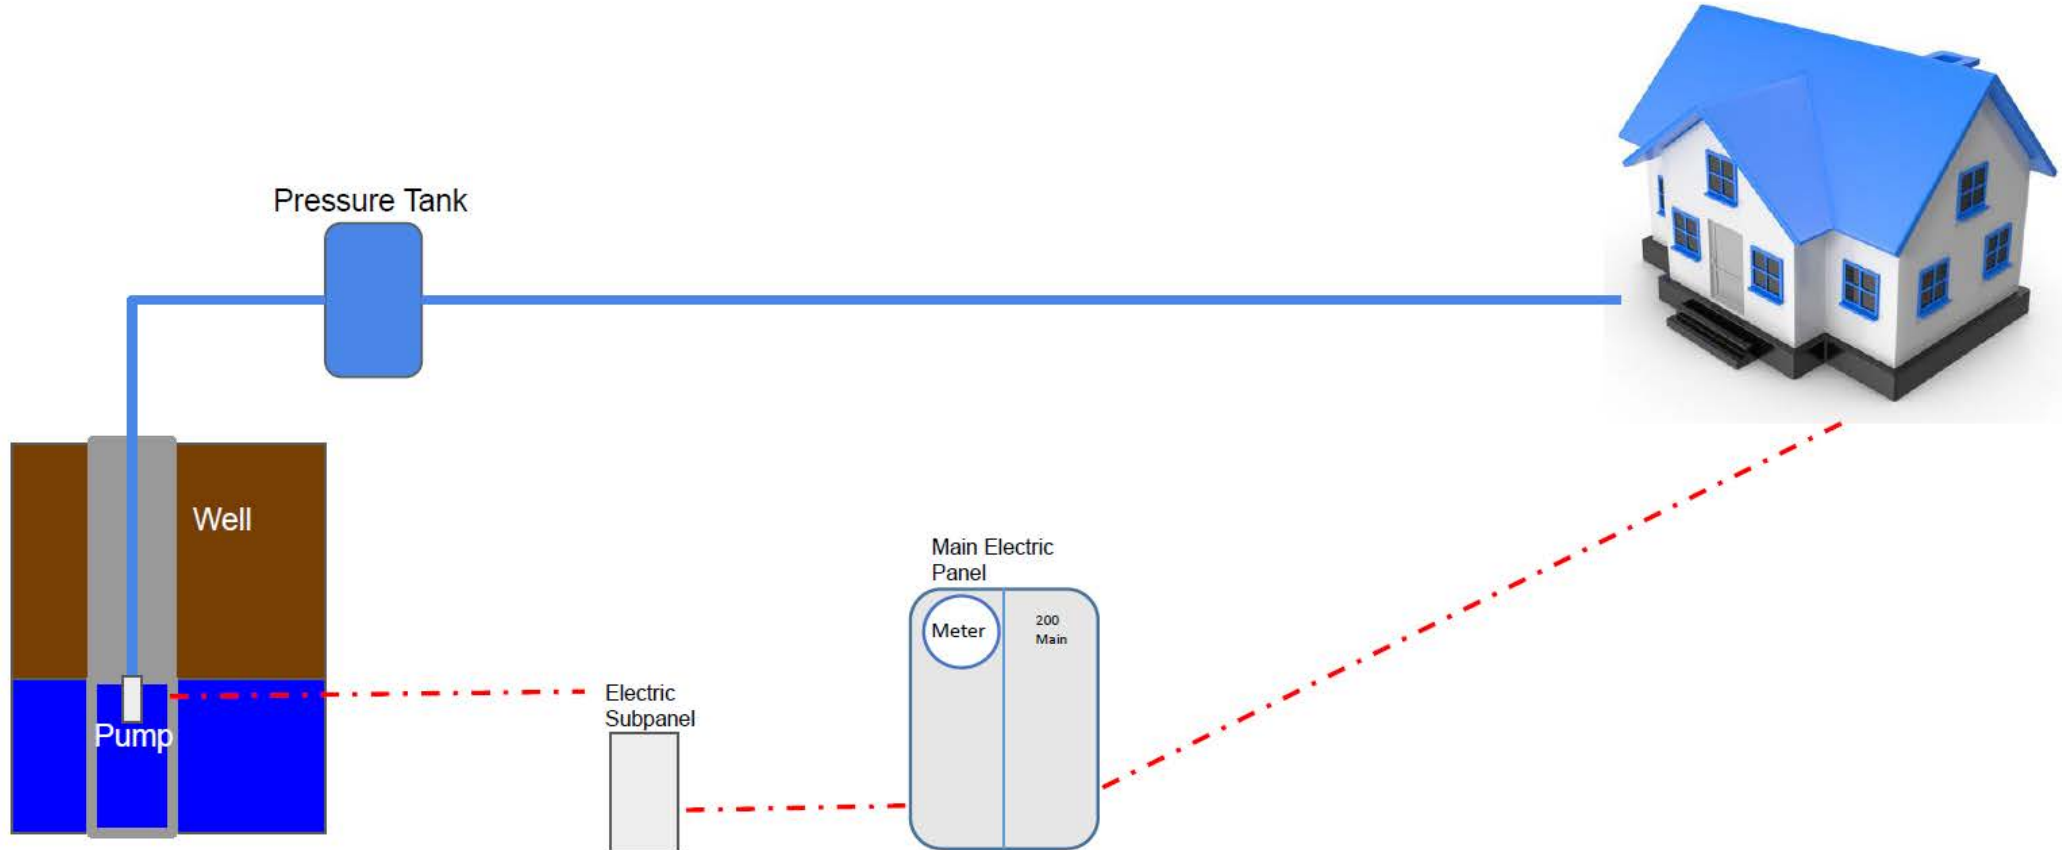 Pressure Tank
Well
Main Electric
Panel
Meter
200
Main
Electric
Subpanel
Pump